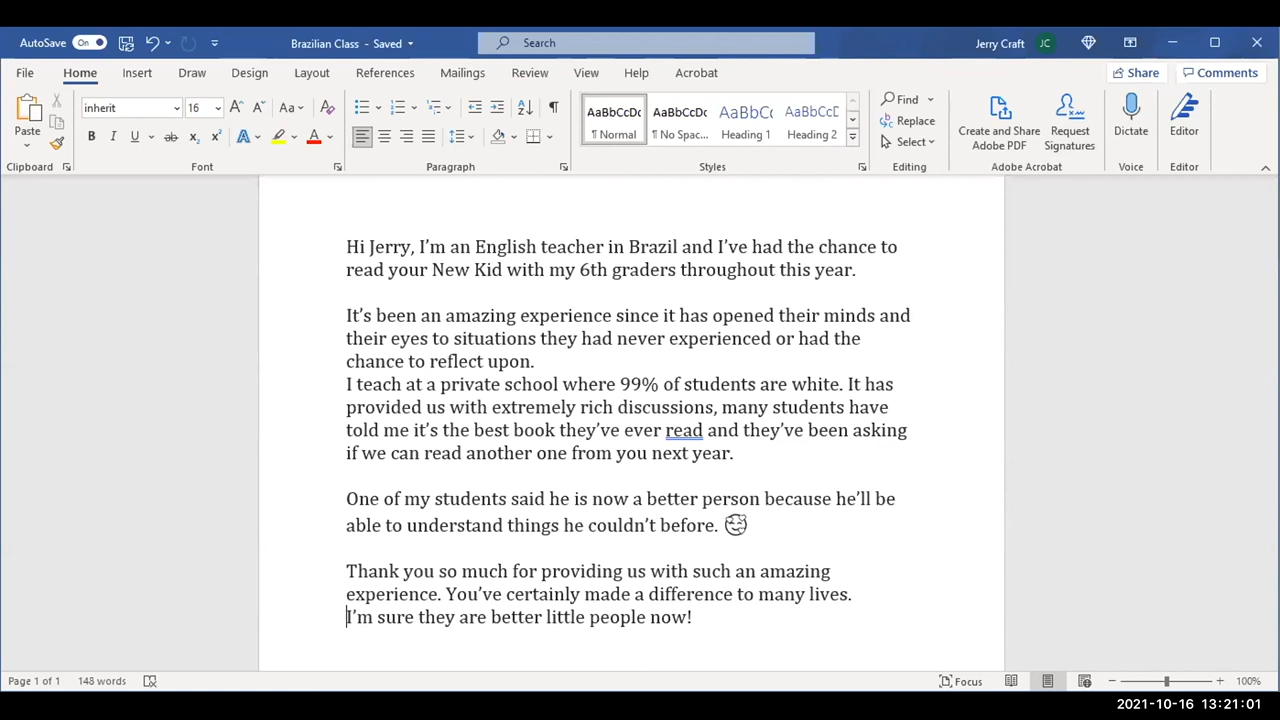 AutoSave On Brazilian Class - Saved Search Jerry Craft JC
File Home Insert Draw Design Layout References Mailings Review View Help Acrobat Share Comments
inherit 16 Aa AaBbCcDc AaBbCcDc AaBbCc AaBbCcD Find
Paste B I U ab x₂ x² A A ¶ Normal ¶ No Spac... Heading 1 Heading 2 Replace Create and Share Request Dictate Editor
Select Adobe PDF Signatures
Clipboard Font Paragraph Styles Editing Adobe Acrobat Voice Editor
Hi Jerry, I’m an English teacher in Brazil and I’ve had the chance to
read your New Kid with my 6th graders throughout this year.
It’s been an amazing experience since it has opened their minds and
their eyes to situations they had never experienced or had the
chance to reflect upon.
I teach at a private school where 99% of students are white. It has
provided us with extremely rich discussions, many students have
told me it’s the best book they’ve ever read and they’ve been asking
if we can read another one from you next year.
One of my students said he is now a better person because he’ll be
able to understand things he couldn’t before. 🥰
Thank you so much for providing us with such an amazing
experience. You’ve certainly made a difference to many lives.
I’m sure they are better little people now!
Page 1 of 1 148 words Focus 100%
2021-10-16 13:21:01